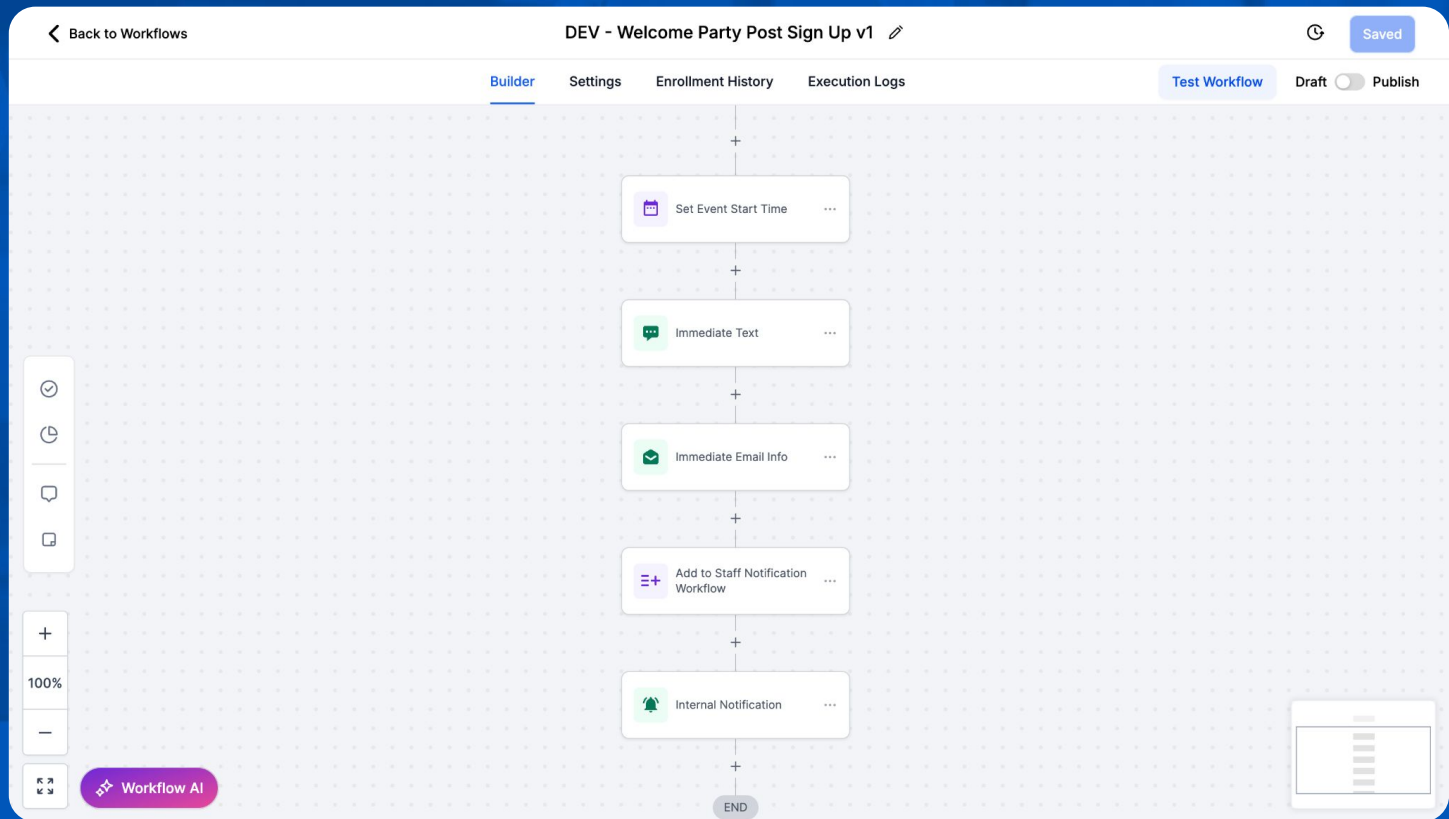 Back to Workflows
DEV - Welcome Party Post Sign Up v1
Saved
Builder
Settings
Enrollment History
Execution Logs
Test Workflow
Draft
Publish
Set Event Start Time
Immediate Text
Immediate Email Info
Add to Staff Notification
Workflow
Internal Notification
100%
Workflow AI
END